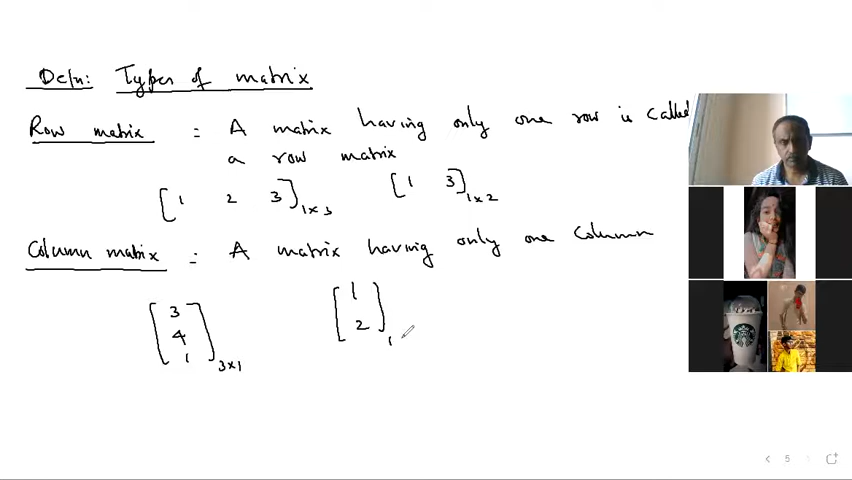 Defn: Types of matrix
Row matrix : A matrix having only one row is called
a row matrix
[1 2 3]1×3 [1 3]1×2
Column matrix : A matrix having only one column
[3
4
1]3×1
[1
2]1
5